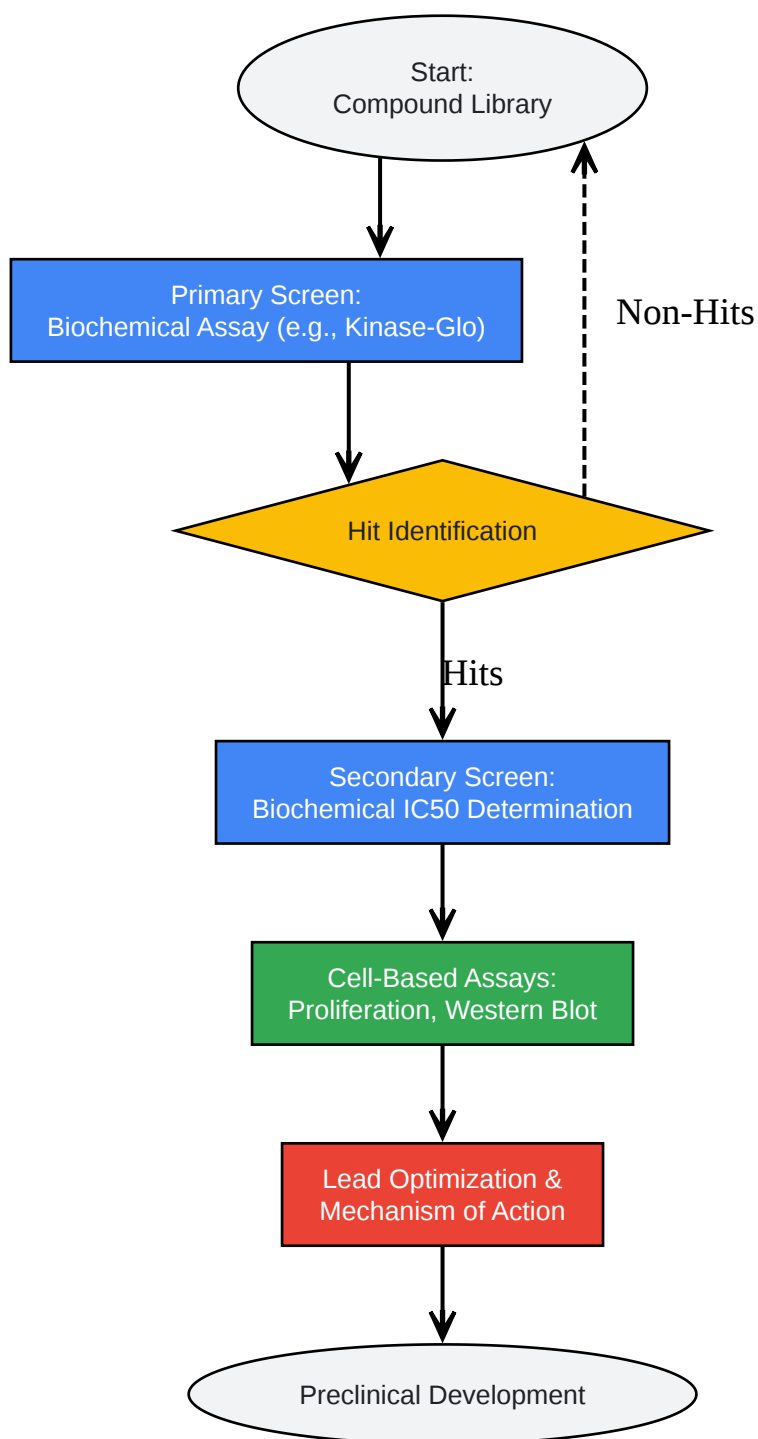 Start:
Compound Library
Primary Screen:
Biochemical Assay (e.g., Kinase-Glo)
Non-Hits
Hit Identification
Hits
Secondary Screen:
Biochemical IC50 Determination
Cell-Based Assays:
Proliferation, Western Blot
Lead Optimization &
Mechanism of Action
Preclinical Development